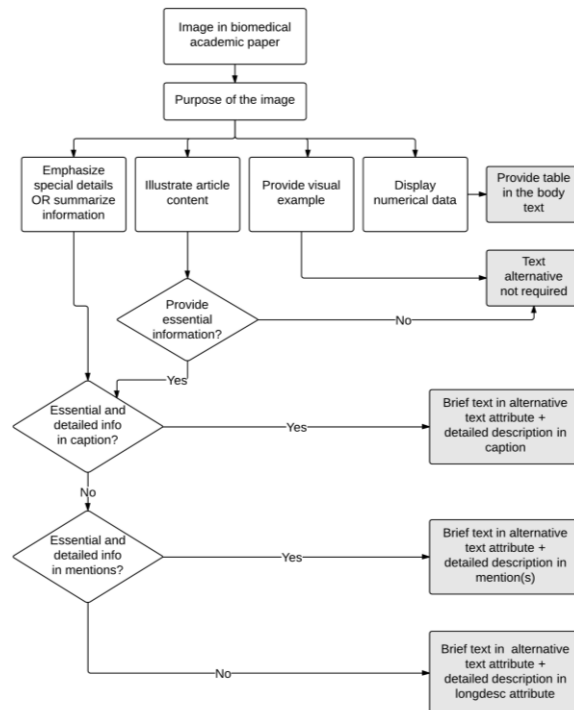 Image in biomedical
academic paper
Purpose of the image
Emphasize
special details
OR summarize
information
Illustrate article
content
Provide visual
example
Display
numerical data
Provide table
in the body
text
Text
alternative
not required
Provide
essential
information?
No
Yes
Essential and
detailed info
in caption?
Yes
Brief text in alternative
text attribute +
detailed description in
caption
No
Essential and
detailed info
in mentions?
Yes
Brief text in alternative
text attribute +
detailed description in
mention(s)
No
Brief text in alternative
text attribute +
detailed description in
longdesc attribute